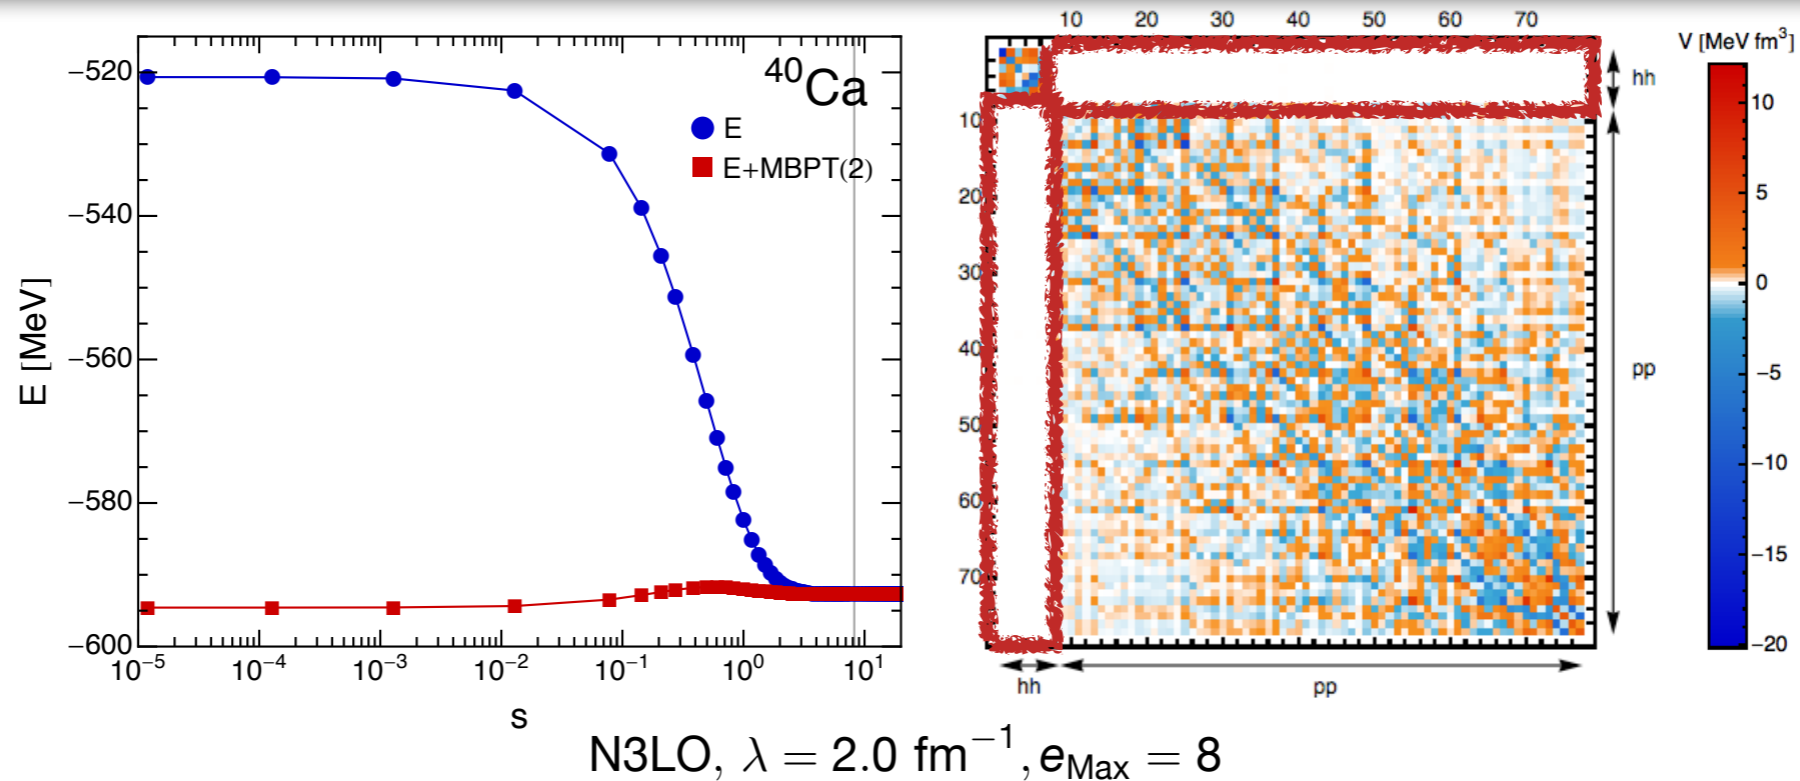 10 20 30 40 50 60 70
V [MeV fm³]
−520
⁴⁰Ca
E
E+MBPT(2)
−540
−560
−580
−600
E [MeV]
10⁻⁵ 10⁻⁴ 10⁻³ 10⁻² 10⁻¹ 10⁰ 10¹
s
10
20
30
40
50
60
70
hh
pp
hh
pp
10
5
0
−5
−10
−15
−20
N3LO, λ = 2.0 fm⁻¹, eMax = 8